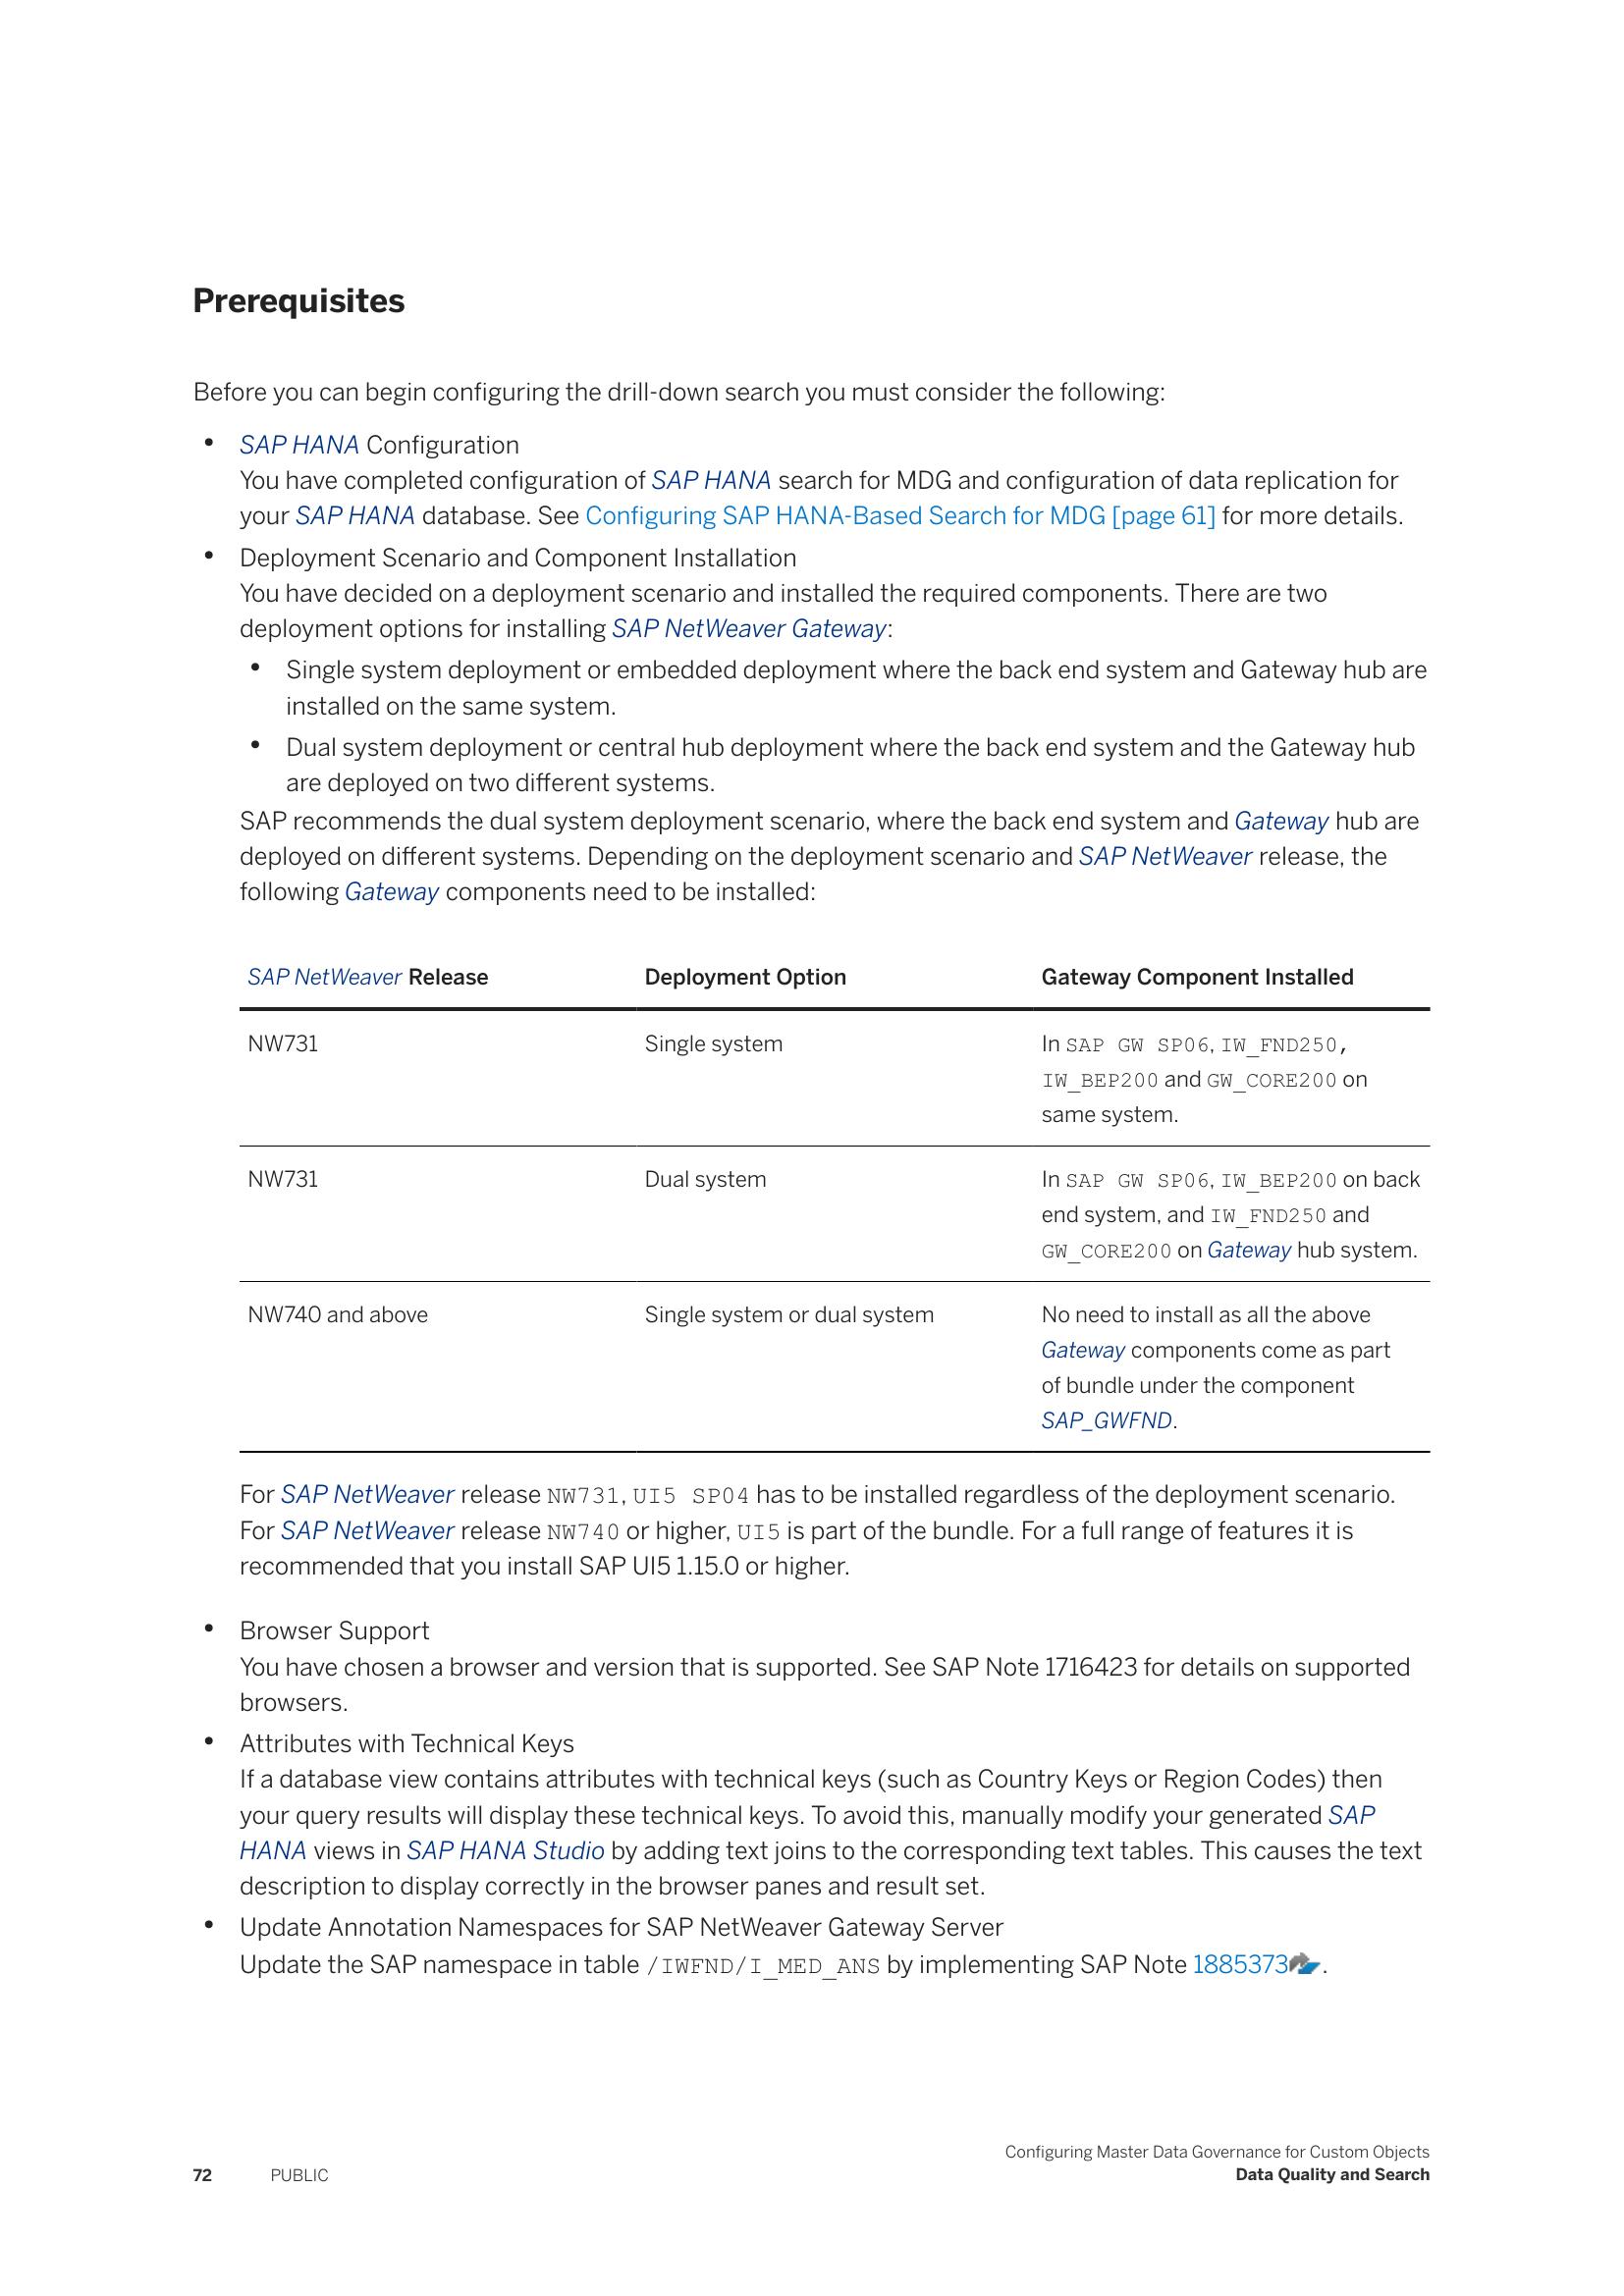 Prerequisites
Before you can begin configuring the drill-down search you must consider the following:
• SAP HANA Configuration
You have completed configuration of SAP HANA search for MDG and configuration of data replication for
your SAP HANA database. See Configuring SAP HANA-Based Search for MDG [page 61] for more details.
• Deployment Scenario and Component Installation
You have decided on a deployment scenario and installed the required components. There are two
deployment options for installing SAP NetWeaver Gateway:
• Single system deployment or embedded deployment where the back end system and Gateway hub are
installed on the same system.
• Dual system deployment or central hub deployment where the back end system and the Gateway hub
are deployed on two different systems.
SAP recommends the dual system deployment scenario, where the back end system and Gateway hub are
deployed on different systems. Depending on the deployment scenario and SAP NetWeaver release, the
following Gateway components need to be installed:
SAP NetWeaver Release Deployment Option Gateway Component Installed
NW731 Single system In SAP GW SP06, IW_FND250,
IW_BEP200 and GW_CORE200 on
same system.
NW731 Dual system In SAP GW SP06, IW_BEP200 on back
end system, and IW_FND250 and
GW_CORE200 on Gateway hub system.
NW740 and above Single system or dual system No need to install as all the above
Gateway components come as part
of bundle under the component
SAP_GWFND.
For SAP NetWeaver release NW731, UI5 SP04 has to be installed regardless of the deployment scenario.
For SAP NetWeaver release NW740 or higher, UI5 is part of the bundle. For a full range of features it is
recommended that you install SAP UI5 1.15.0 or higher.
• Browser Support
You have chosen a browser and version that is supported. See SAP Note 1716423 for details on supported
browsers.
• Attributes with Technical Keys
If a database view contains attributes with technical keys (such as Country Keys or Region Codes) then
your query results will display these technical keys. To avoid this, manually modify your generated SAP
HANA views in SAP HANA Studio by adding text joins to the corresponding text tables. This causes the text
description to display correctly in the browser panes and result set.
• Update Annotation Namespaces for SAP NetWeaver Gateway Server
Update the SAP namespace in table /IWFND/I_MED_ANS by implementing SAP Note 1885373.
Configuring Master Data Governance for Custom Objects
72 PUBLIC Data Quality and Search